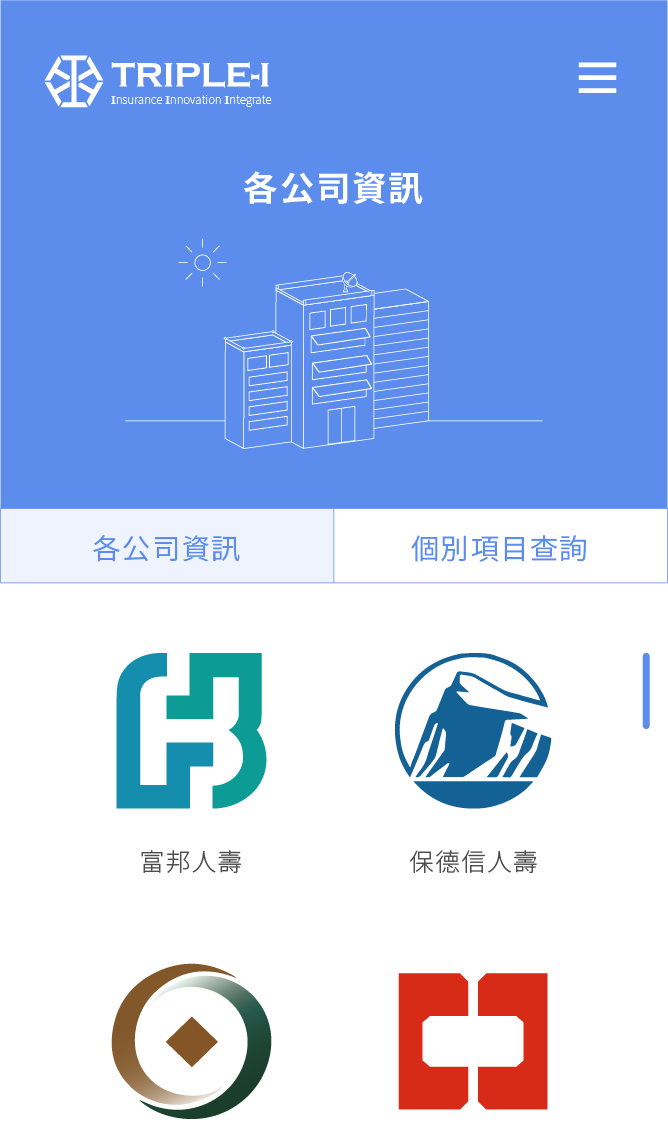 TRIPLE-I
Insurance Innovation Integrate
各公司資訊
各公司資訊
個別項目查詢
富邦人壽
保德信人壽